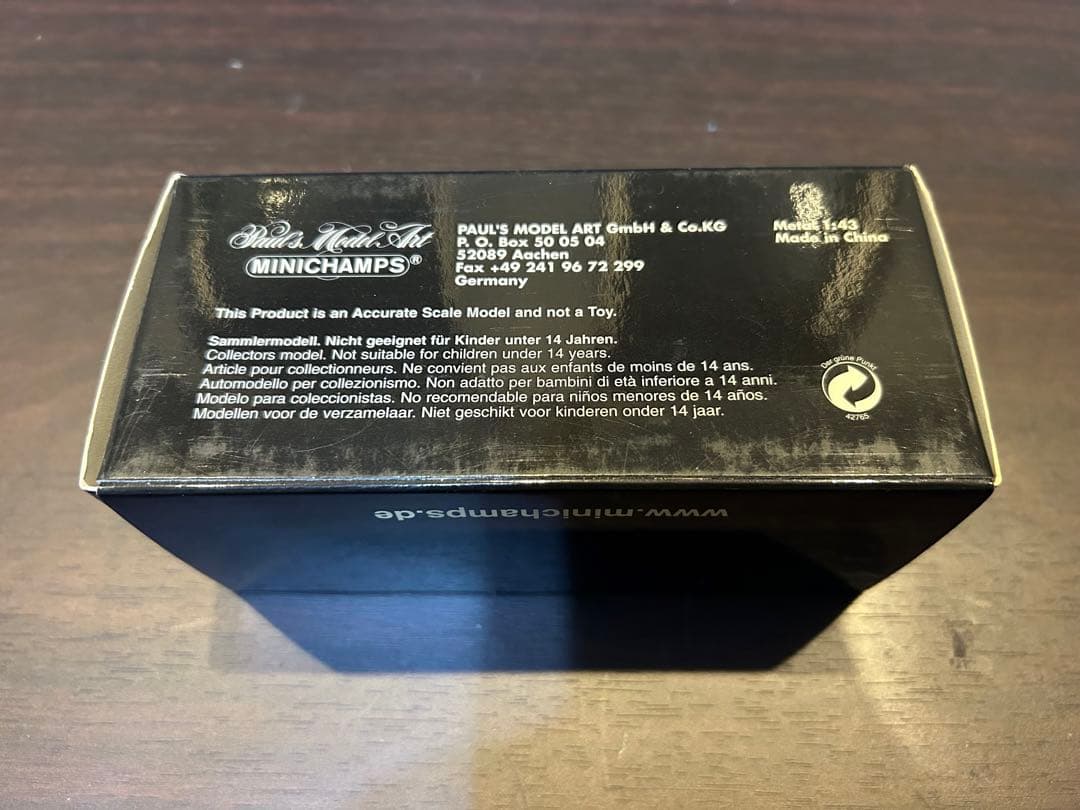 Paul's Model Art
MINICHAMPS®
PAUL'S MODEL ART GmbH & Co.KG
P. O. Box 50 05 04
52089 Aachen
Fax +49 241 96 72 299
Germany
Metal 1:43
Made in China
This Product is an Accurate Scale Model and not a Toy.
Sammlermodell. Nicht geeignet für Kinder unter 14 Jahren.
Collectors model. Not suitable for children under 14 years.
Article pour collectionneurs. Ne convient pas aux enfants de moins de 14 ans.
Automodello per collezionismo. Non adatto per bambini di età inferiore a 14 anni.
Modelo para coleccionistas. No recomendable para niños menores de 14 años.
Modellen voor de verzamelaar. Niet geschikt voor kinderen onder 14 jaar.
Der grüne Punkt
42765
www.minichamps.de